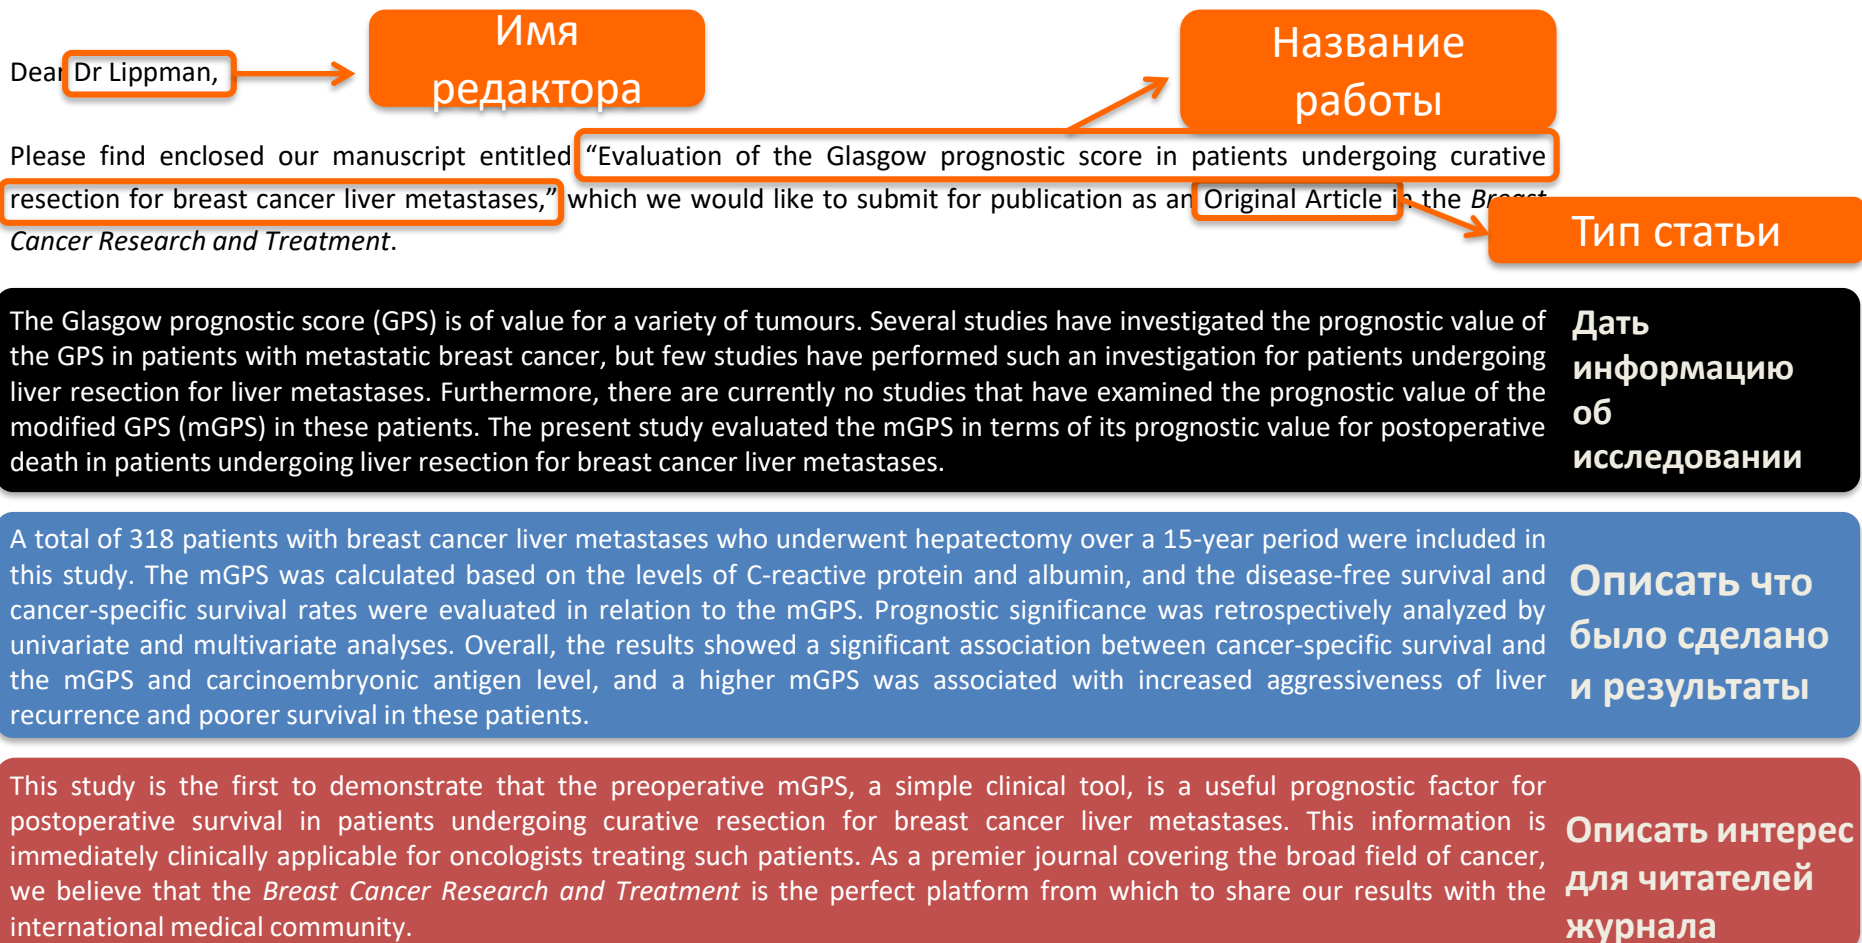 Имя
редактора
Название
работы
Dear Dr Lippman,
Please find enclosed our manuscript entitled “Evaluation of the Glasgow prognostic score in patients undergoing curative
resection for breast cancer liver metastases,” which we would like to submit for publication as an Original Article in the Breast
Cancer Research and Treatment.
Тип статьи
The Glasgow prognostic score (GPS) is of value for a variety of tumours. Several studies have investigated the prognostic value of
the GPS in patients with metastatic breast cancer, but few studies have performed such an investigation for patients undergoing
liver resection for liver metastases. Furthermore, there are currently no studies that have examined the prognostic value of the
modified GPS (mGPS) in these patients. The present study evaluated the mGPS in terms of its prognostic value for postoperative
death in patients undergoing liver resection for breast cancer liver metastases.
Дать
информацию
об
исследовании
A total of 318 patients with breast cancer liver metastases who underwent hepatectomy over a 15-year period were included in
this study. The mGPS was calculated based on the levels of C-reactive protein and albumin, and the disease-free survival and
cancer-specific survival rates were evaluated in relation to the mGPS. Prognostic significance was retrospectively analyzed by
univariate and multivariate analyses. Overall, the results showed a significant association between cancer-specific survival and
the mGPS and carcinoembryonic antigen level, and a higher mGPS was associated with increased aggressiveness of liver
recurrence and poorer survival in these patients.
Описать что
было сделано
и результаты
This study is the first to demonstrate that the preoperative mGPS, a simple clinical tool, is a useful prognostic factor for
postoperative survival in patients undergoing curative resection for breast cancer liver metastases. This information is
immediately clinically applicable for oncologists treating such patients. As a premier journal covering the broad field of cancer,
we believe that the Breast Cancer Research and Treatment is the perfect platform from which to share our results with the
international medical community.
Описать интерес
для читателей
журнала